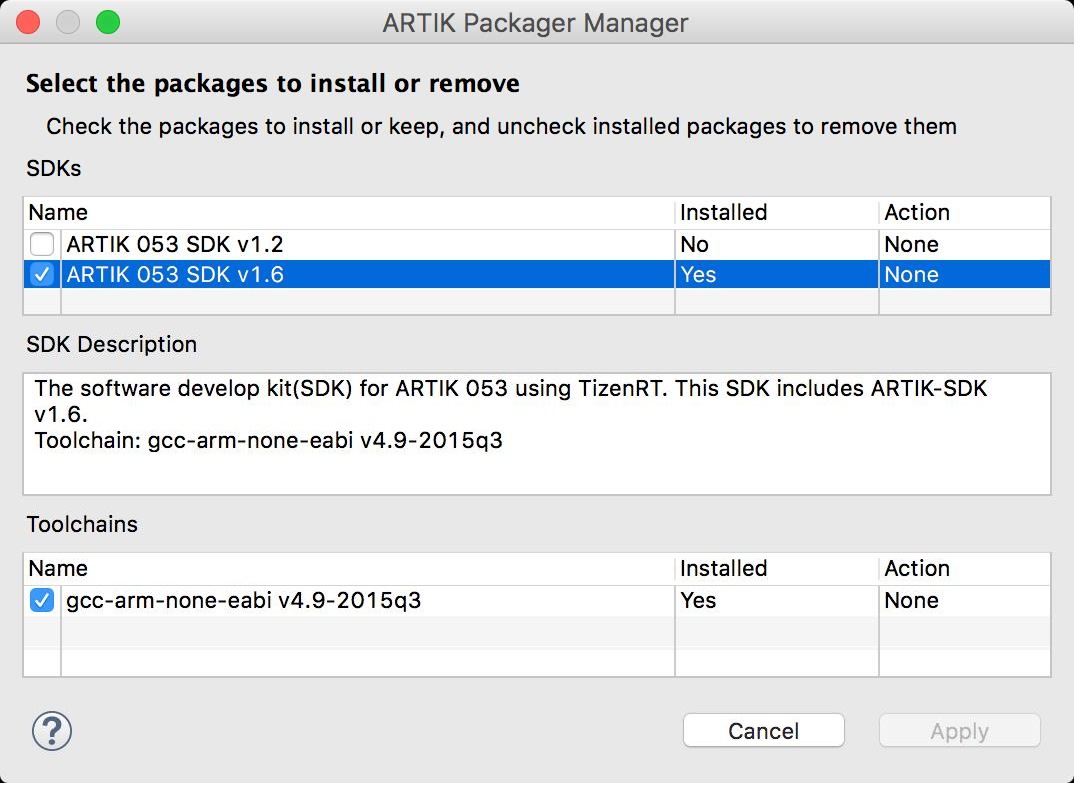 ARTIK Packager Manager
Select the packages to install or remove
Check the packages to install or keep, and uncheck installed packages to remove them
SDKs
Name Installed Action
ARTIK 053 SDK v1.2 No None
ARTIK 053 SDK v1.6 Yes None
SDK Description
The software develop kit(SDK) for ARTIK 053 using TizenRT. This SDK includes ARTIK-SDK
v1.6.
Toolchain: gcc-arm-none-eabi v4.9-2015q3
Toolchains
Name Installed Action
gcc-arm-none-eabi v4.9-2015q3 Yes None
? Cancel Apply